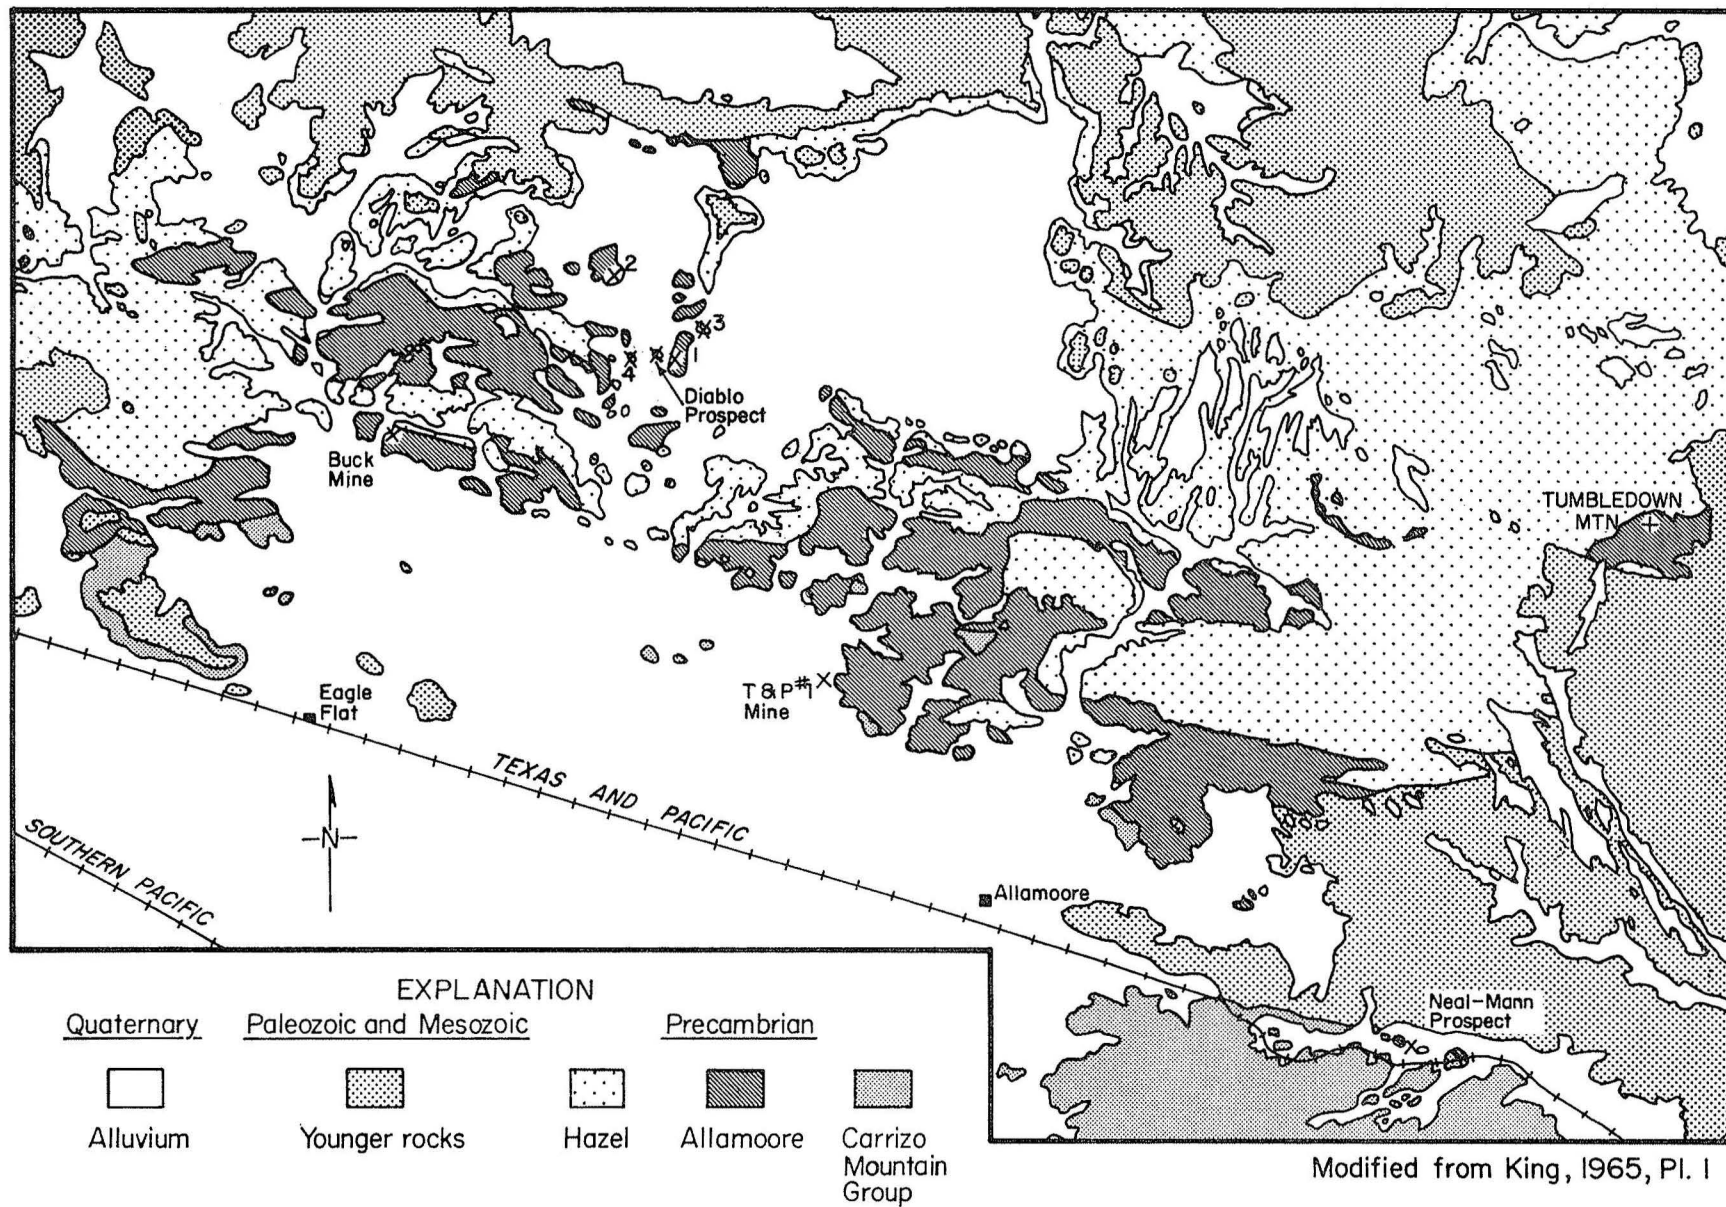 2
3
1
4
Diablo
Prospect
Buck
Mine
TUMBLEDOWN
MTN
T & P #1
Mine
Eagle
Flat
TEXAS AND PACIFIC
N
SOUTHERN PACIFIC
Allamoore
Neal-Mann
Prospect
EXPLANATION
Quaternary Paleozoic and Mesozoic Precambrian
Alluvium Younger rocks Hazel Allamoore Carrizo
Mountain
Group
Modified from King, 1965, Pl. 1